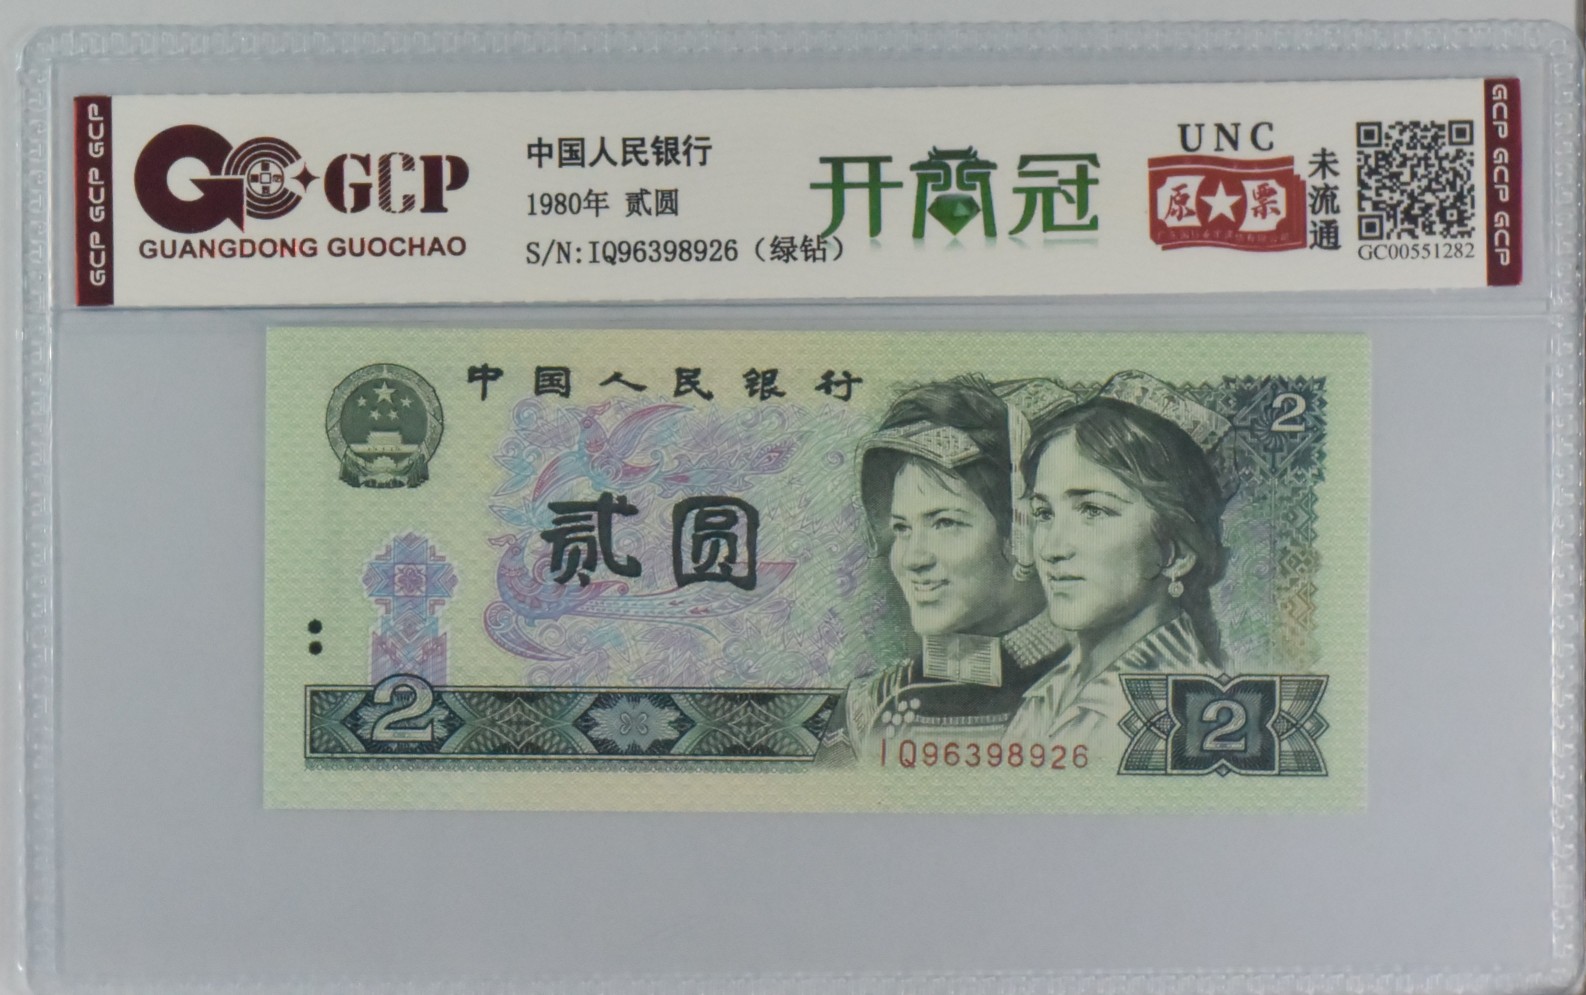 GCP GCP GCP
GCP
GUANGDONG GUOCHAO
中国人民银行
1980年 贰圆
S/N:IQ96398926（绿钻）
开门冠
UNC
原票
未流通
GC00551282
GCP GCP GCP
中国人民银行
2
贰圆
2
2
IQ96398926